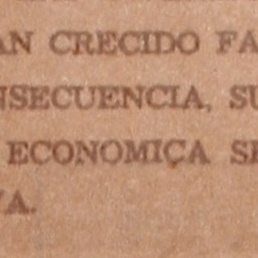 AN CRECIDO FA
NSECUENCIA, SU
ECONOMICA SE
VA.